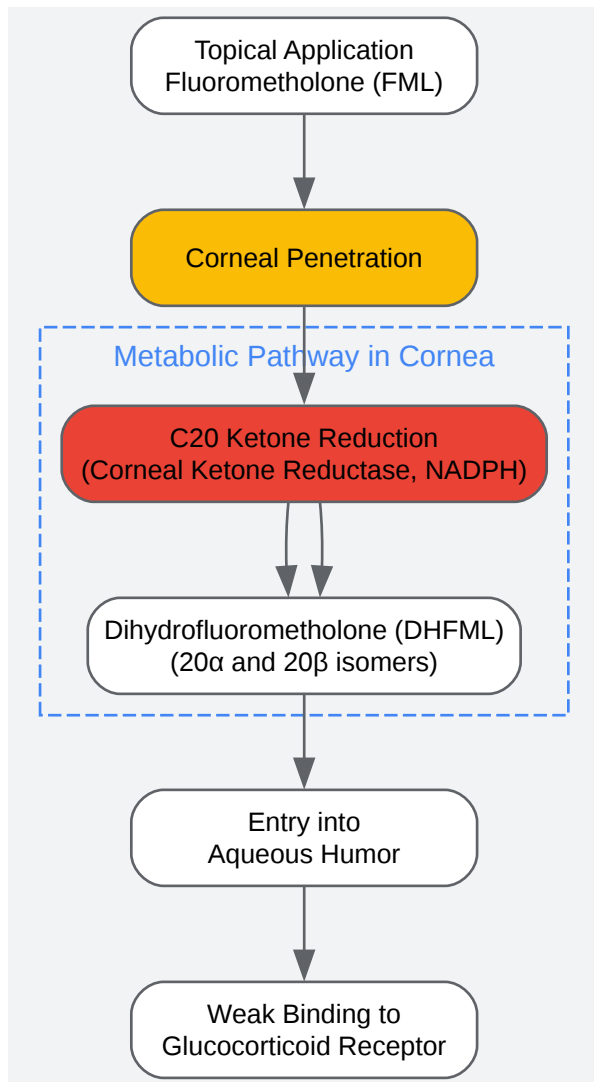 Topical Application
Fluorometholone (FML)
Corneal Penetration
Metabolic Pathway in Cornea
C20 Ketone Reduction
(Corneal Ketone Reductase, NADPH)
Dihydrofluorometholone (DHFML)
(20α and 20β isomers)
Entry into
Aqueous Humor
Weak Binding to
Glucocorticoid Receptor